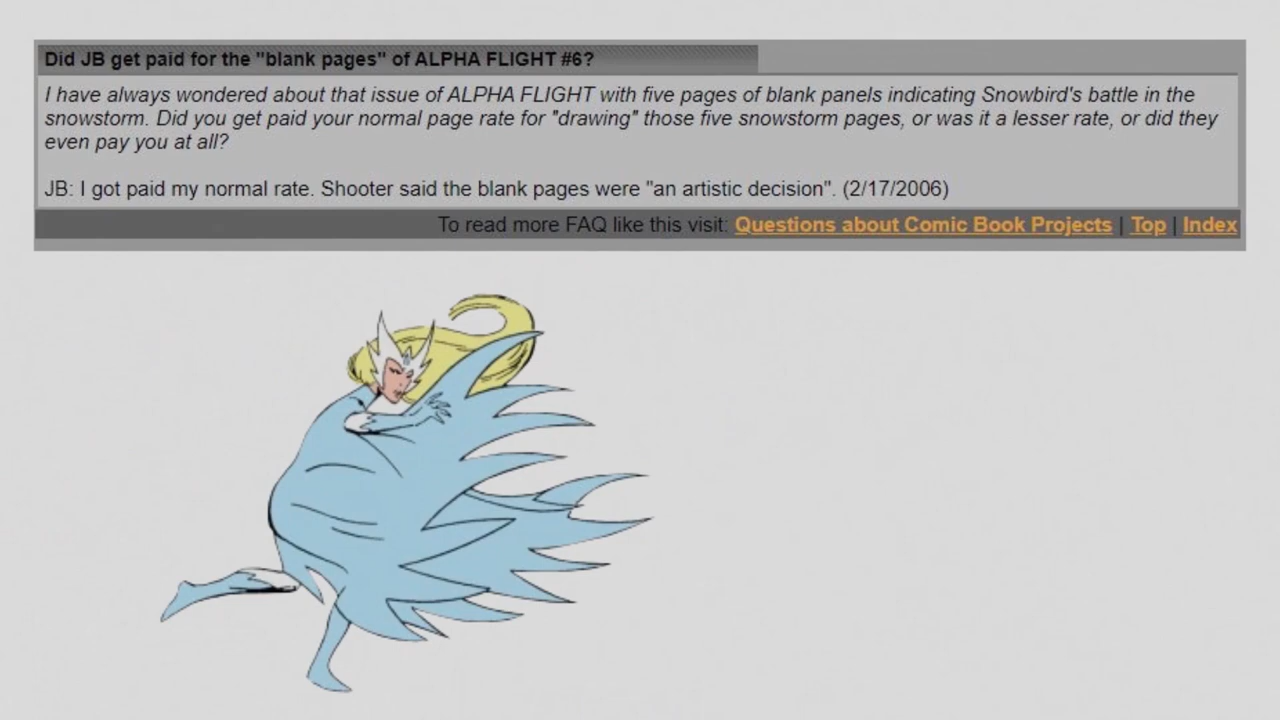 Did JB get paid for the "blank pages" of ALPHA FLIGHT #6?
I have always wondered about that issue of ALPHA FLIGHT with five pages of blank panels indicating Snowbird's battle in the
snowstorm. Did you get paid your normal page rate for "drawing" those five snowstorm pages, or was it a lesser rate, or did they
even pay you at all?
JB: I got paid my normal rate. Shooter said the blank pages were "an artistic decision". (2/17/2006)
To read more FAQ like this visit: Questions about Comic Book Projects | Top | Index